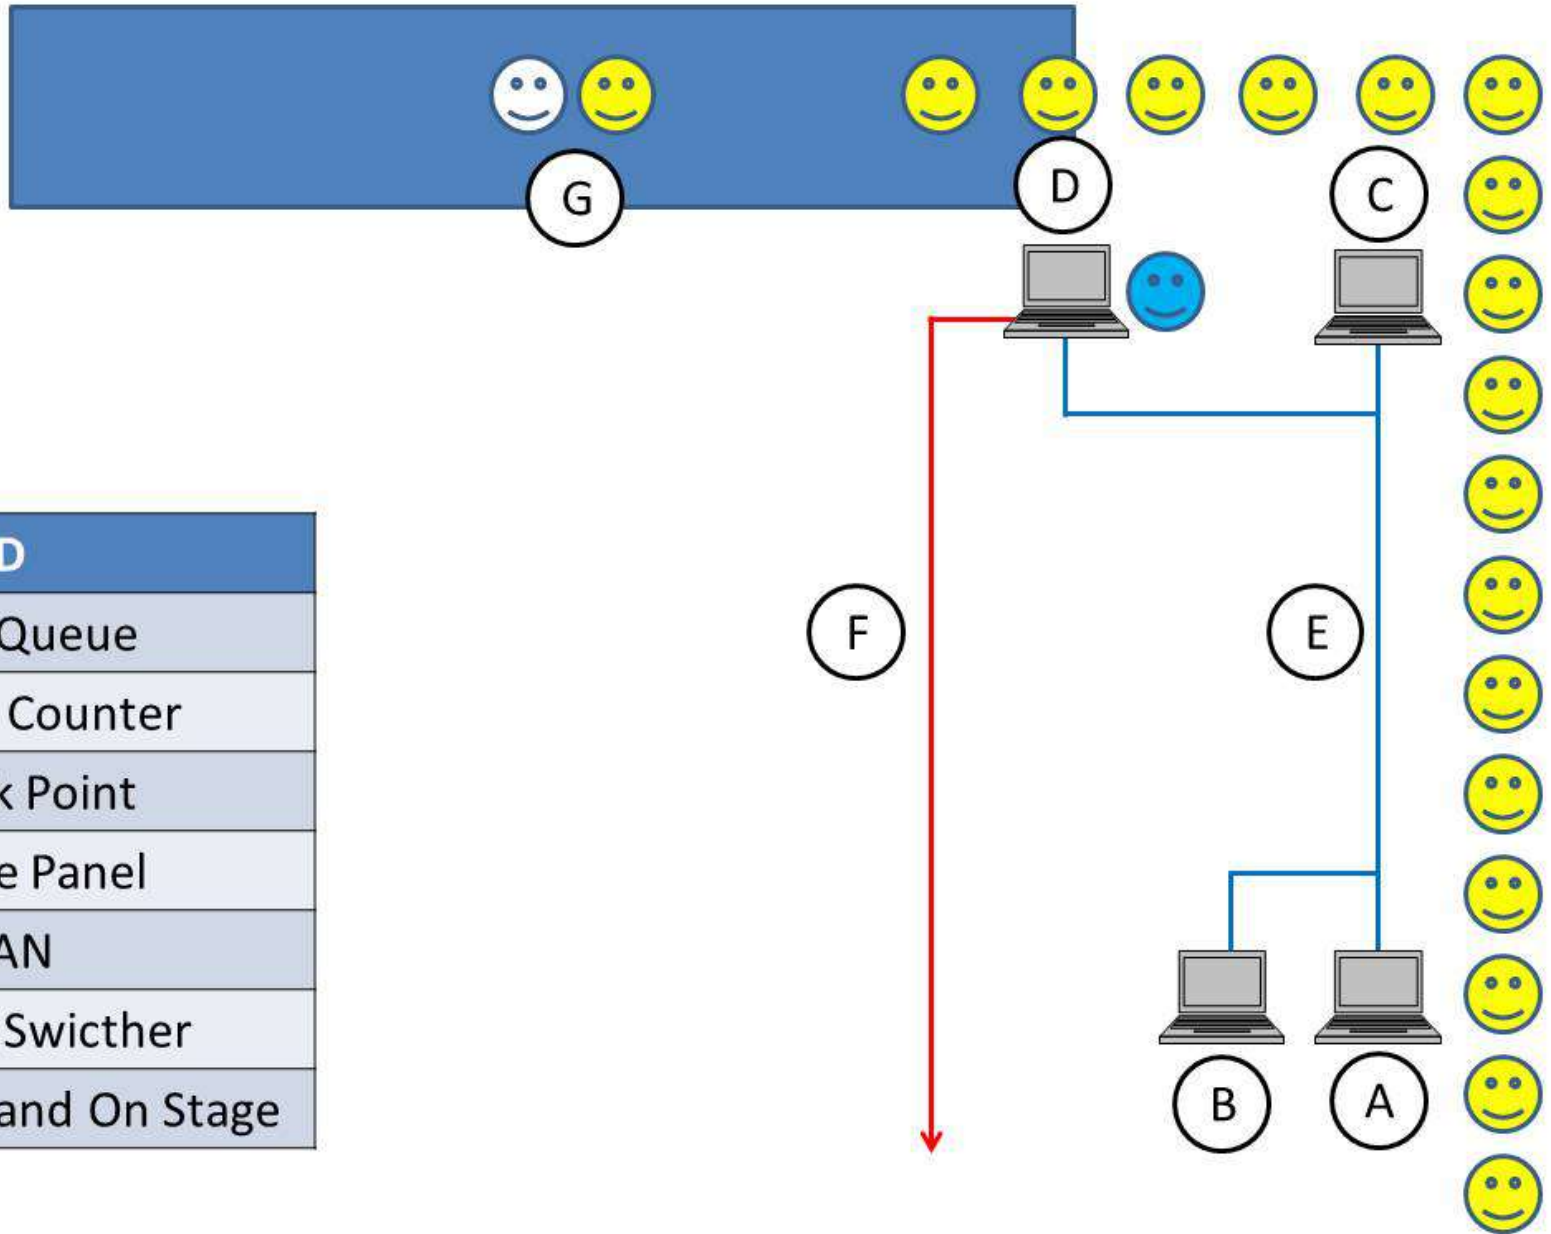 G
D
C
D
Queue
Counter
Point
F
E
Panel
AN
Swicther
and On Stage
B
A